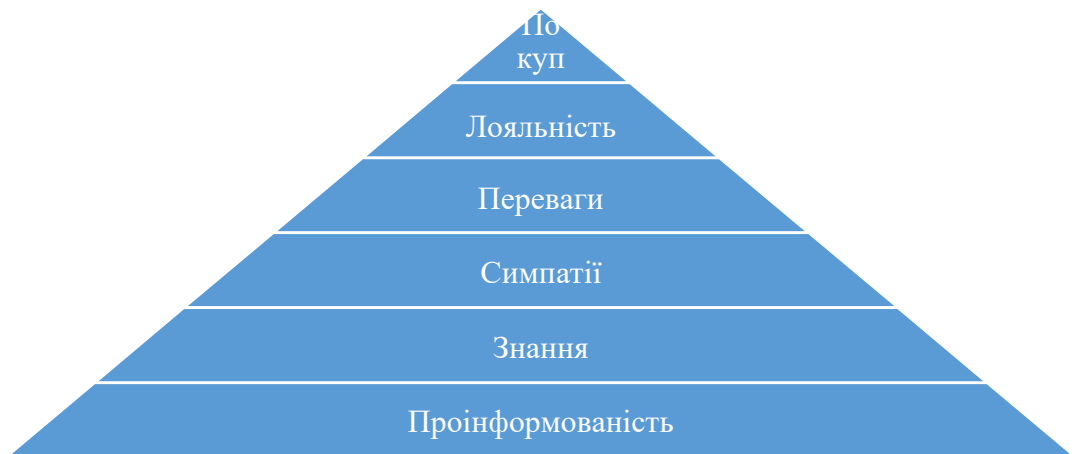 По
куп
Лояльність
Переваги
Симпатії
Знання
Проінформованість